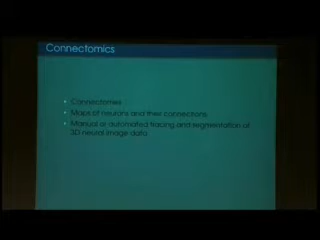 Connectomics
• Connectomes
• Maps of neurons and their connections
• Manual or automated tracing and segmentation of
3D neural image data